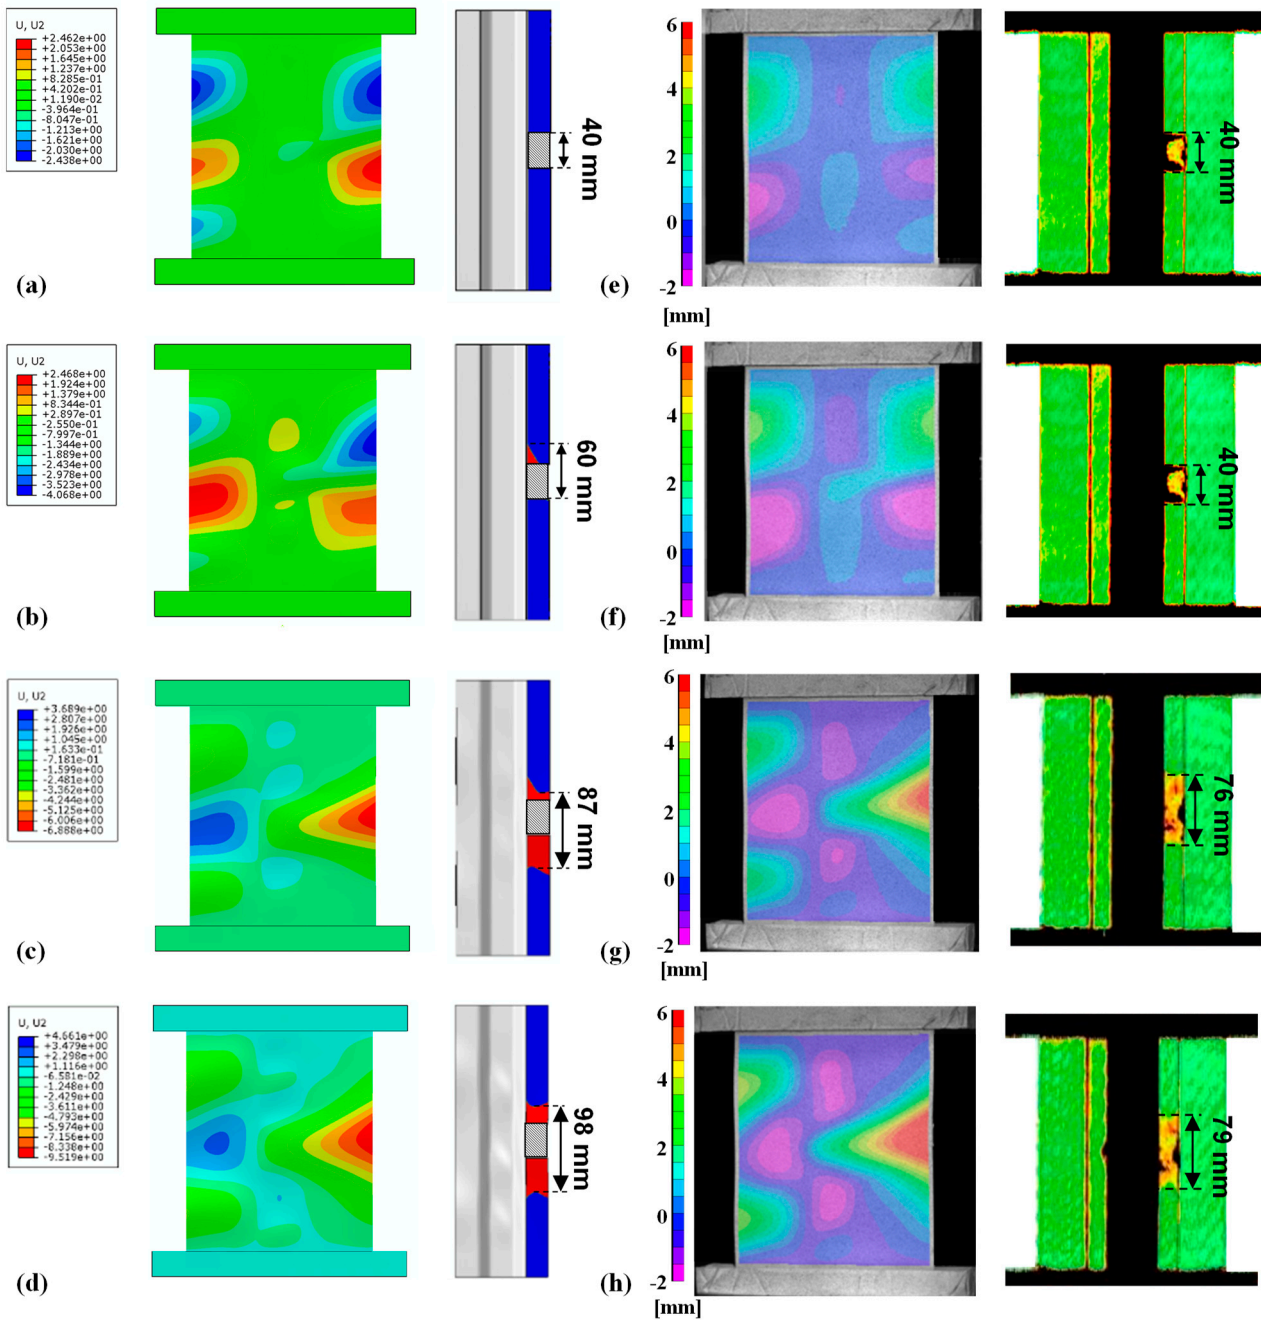 U, U2
+2.462e+00
+2.053e+00
+1.645e+00
+1.237e+00
+8.285e-01
+4.202e-01
+1.190e-02
-3.964e-01
-8.047e-01
-1.213e+00
-1.621e+00
-2.030e+00
-2.438e+00
40 mm
(a)
6
4
2
0
-2
[mm]
40 mm
(e)
U, U2
+2.468e+00
+1.924e+00
+1.379e+00
+8.344e-01
+2.897e-01
-2.550e-01
-7.997e-01
-1.344e+00
-1.889e+00
-2.434e+00
-2.978e+00
-3.523e+00
-4.068e+00
60 mm
(b)
6
4
2
0
-2
[mm]
40 mm
(f)
U, U2
+3.689e+00
+2.807e+00
+1.926e+00
+1.045e+00
+1.633e-01
-7.181e-01
-1.599e+00
-2.481e+00
-3.362e+00
-4.244e+00
-5.125e+00
-6.006e+00
-6.888e+00
87 mm
(c)
6
4
2
0
-2
[mm]
76 mm
(g)
U, U2
+4.661e+00
+3.479e+00
+2.298e+00
+1.116e+00
-6.581e-02
-1.248e+00
-2.429e+00
-3.611e+00
-4.793e+00
-5.974e+00
-7.156e+00
-8.338e+00
-9.519e+00
98 mm
(d)
6
4
2
0
-2
[mm]
79 mm
(h)